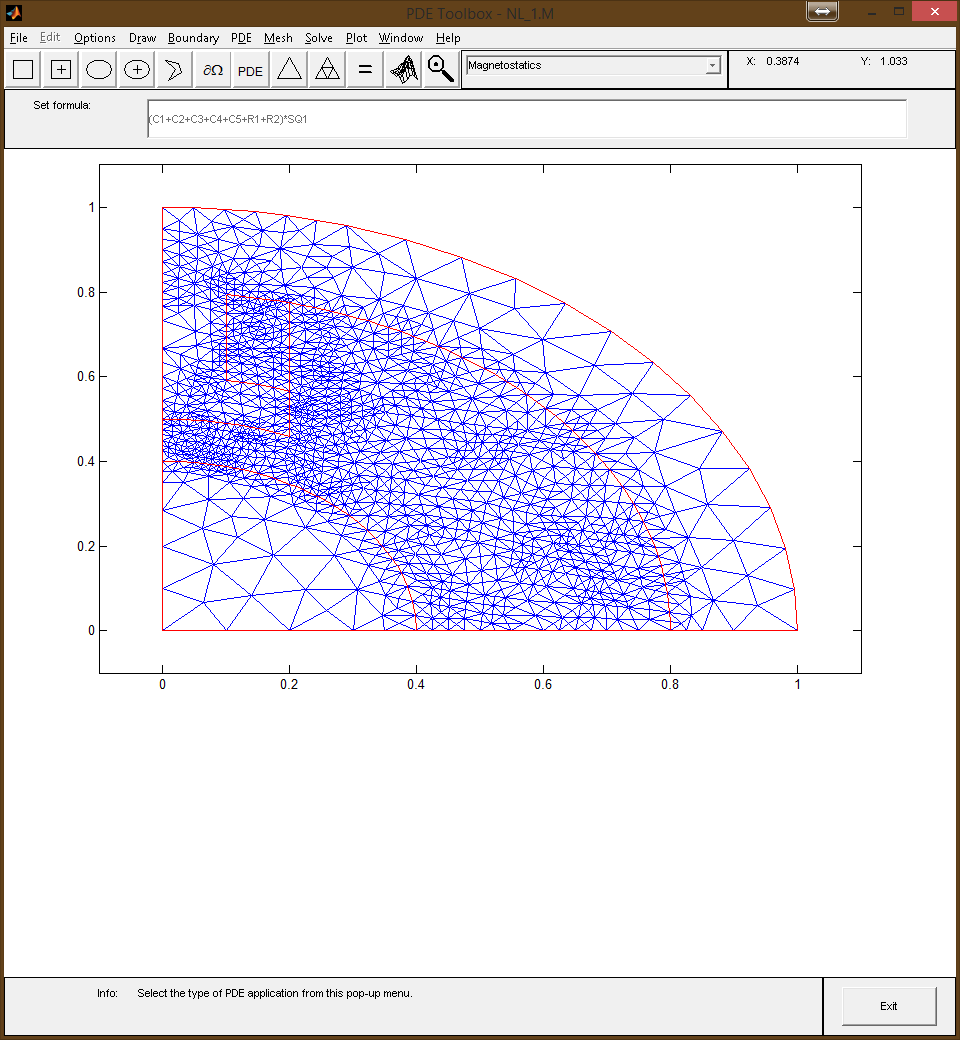 PDE Toolbox - NL_1.M
File Edit Options Draw Boundary PDE Mesh Solve Plot Window Help
∂Ω PDE = Magnetostatics X: 0.3874 Y: 1.033
Set formula: (C1+C2+C3+C4+C5+R1+R2)*SQ1
1
0.8
0.6
0.4
0.2
0
0 0.2 0.4 0.6 0.8 1
Info: Select the type of PDE application from this pop-up menu. Exit